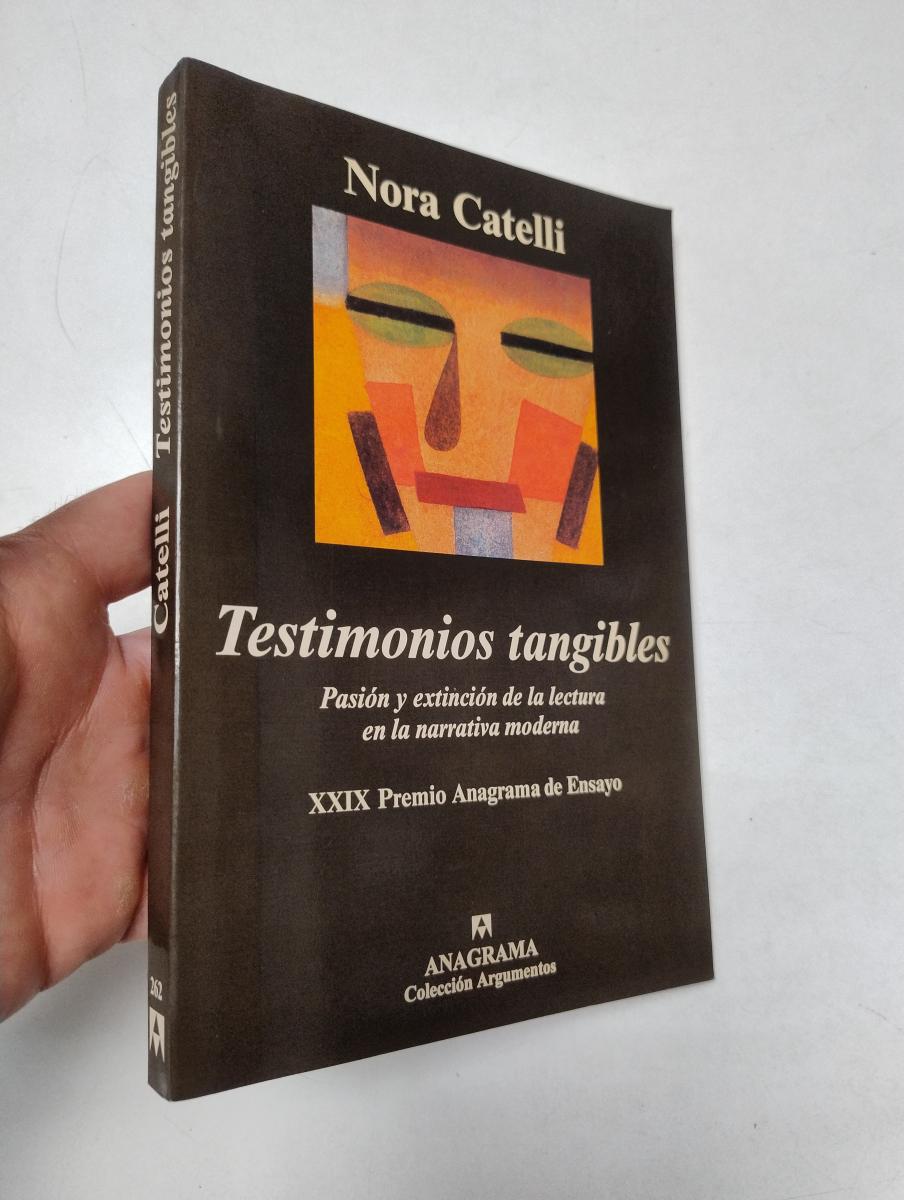 Nora Catelli
Testimonios tangibles
Pasión y extinción de la lectura
en la narrativa moderna
XXIX Premio Anagrama de Ensayo
ANAGRAMA
Colección Argumentos
Catelli Testimonios tangibles
262